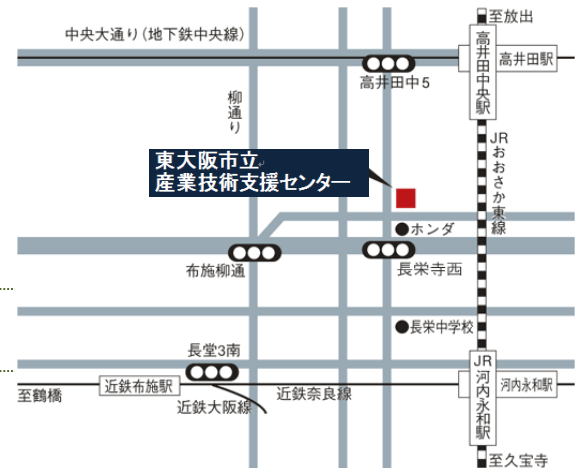 至放出
中央大通り(地下鉄中央線)
高井田中央駅
高井田駅
高井田中5
柳通り
JRおおさか東線
東大阪市立
産業技術支援センター
ホンダ
布施柳通
長栄寺西
長栄中学校
長堂3南
JR河内永和駅
近鉄布施駅
河内永和駅
至鶴橋
近鉄大阪線
近鉄奈良線
至久宝寺